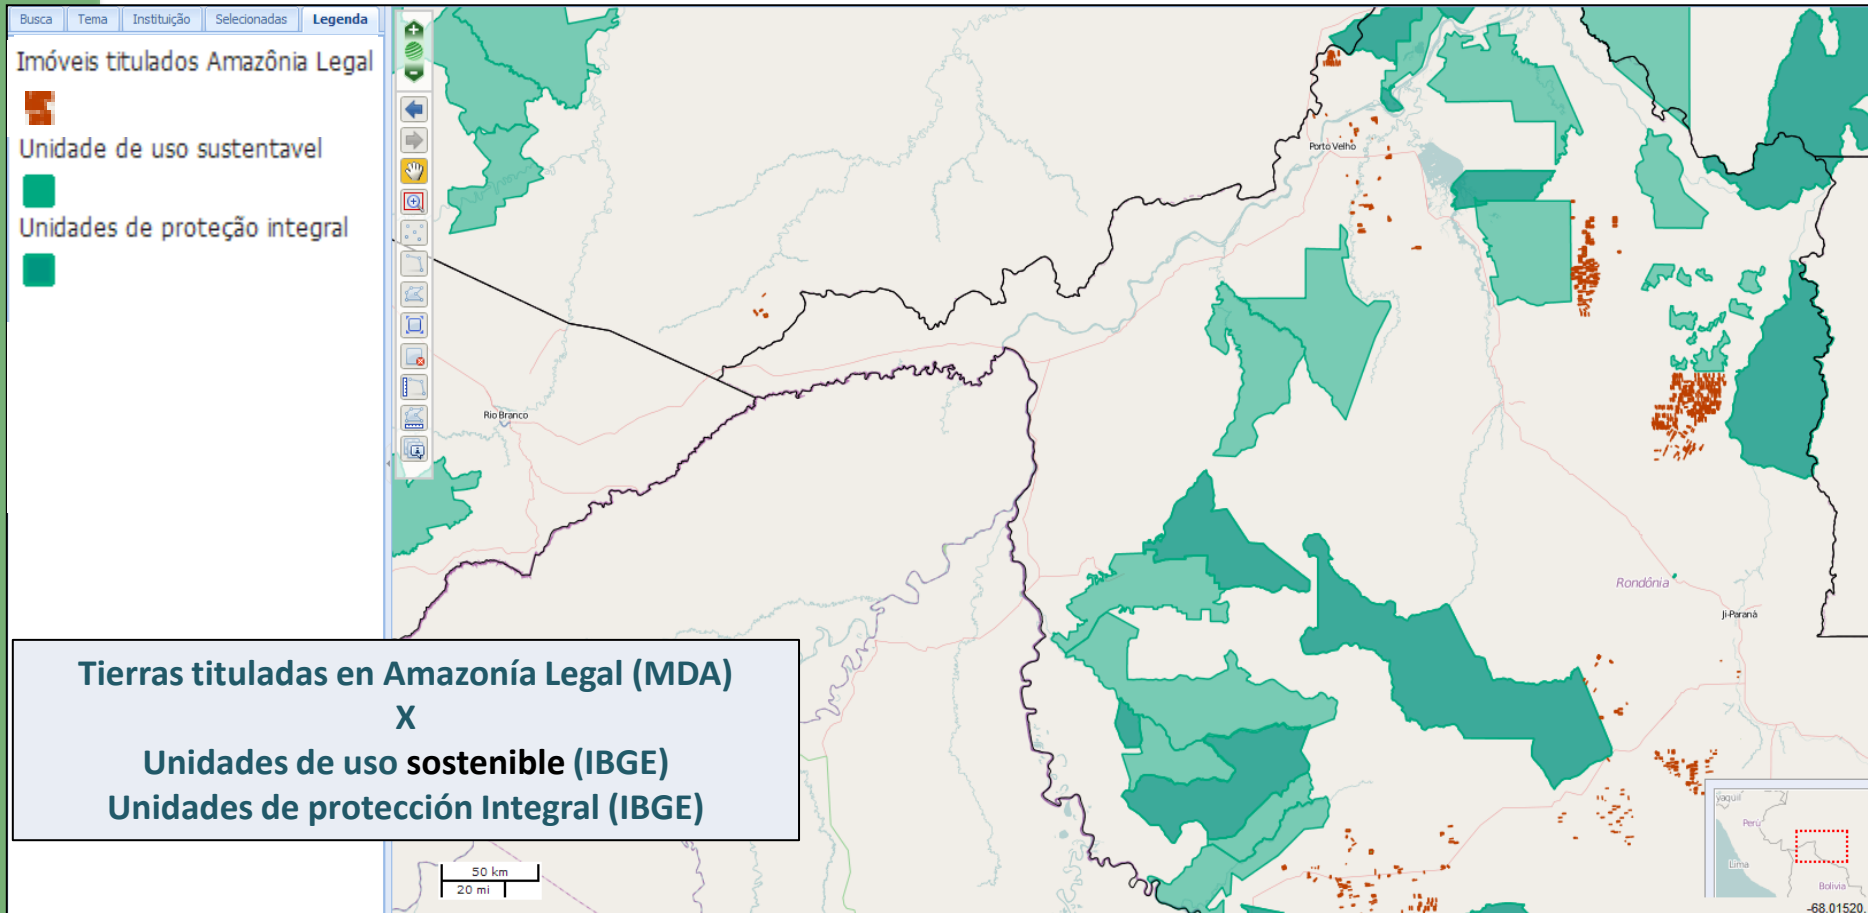 Busca Tema Instituição Selecionadas Legenda
Imóveis titulados Amazônia Legal
Unidade de uso sustentavel
Unidades de proteção integral
Porto Velho
Rio Branco
Rondônia
Ji-Paraná
Tierras tituladas en Amazonía Legal (MDA)
X
Unidades de uso sostenible (IBGE)
Unidades de protección Integral (IBGE)
50 km
20 mi
yaquil
Perú
Lima
Bolivia
-68.01520,